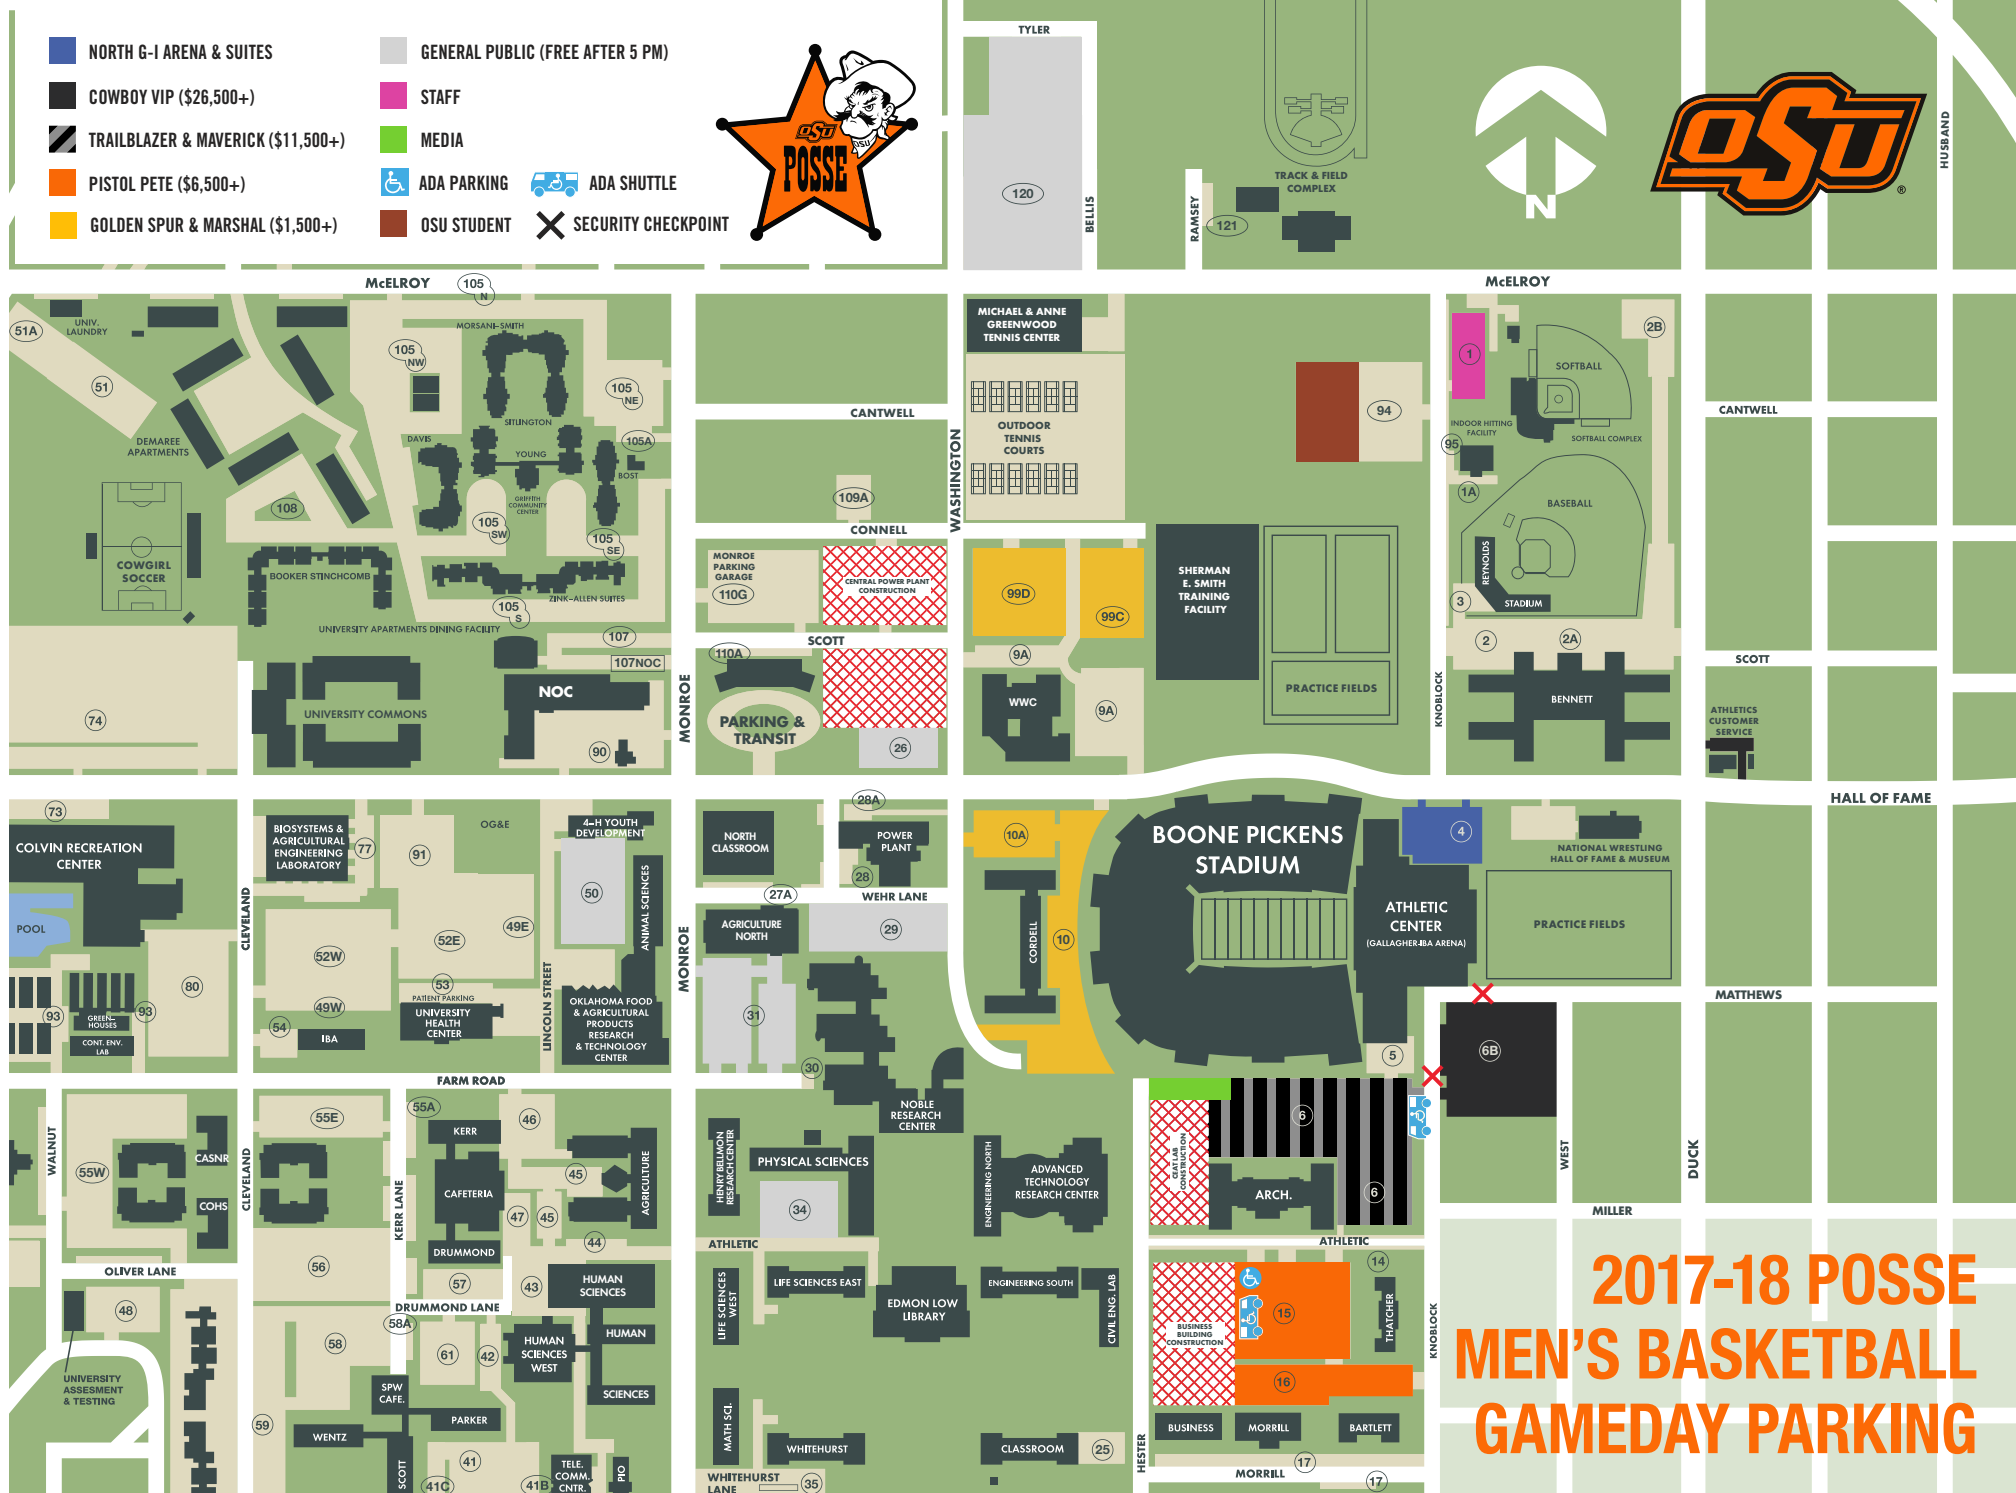 NORTH G-I ARENA & SUITES
COWBOY VIP ($26,500+)
TRAILBLAZER & MAVERICK ($11,500+)
PISTOL PETE ($6,500+)
GOLDEN SPUR & MARSHAL ($1,500+)
GENERAL PUBLIC (FREE AFTER 5 PM)
STAFF
MEDIA
ADA PARKING
ADA SHUTTLE
OSU STUDENT
SECURITY CHECKPOINT
OSU
POSSE
OSU
TYLER
120
BELLIS
RAMSEY
121
TRACK & FIELD
COMPLEX
N
OSU
®
HUSBAND
McELROY
105
N
McELROY
51A
UNIV.
LAUNDRY
51
DEMAREE
APARTMENTS
108
MORSANI-SMITH
105
NW
105
NE
SITLINGTON
DAVIS
YOUNG
105A
BOST
GRIFFITH
COMMUNITY
CENTER
105
SW
105
SE
COWGIRL
SOCCER
BOOKER STINCHCOMB
ZINK-ALLEN SUITES
105
S
UNIVERSITY APARTMENTS DINING FACILITY
107
107NOC
NOC
UNIVERSITY COMMONS
74
90
MONROE
CANTWELL
109A
CONNELL
MONROE
PARKING
GARAGE
110G
CENTRAL POWER PLANT
CONSTRUCTION
SCOTT
110A
PARKING &
TRANSIT
26
WASHINGTON
MICHAEL & ANNE
GREENWOOD
TENNIS CENTER
OUTDOOR
TENNIS
COURTS
99D
99C
9A
WWC
9A
SHERMAN
E. SMITH
TRAINING
FACILITY
PRACTICE FIELDS
94
KNOBLOCK
1
2B
SOFTBALL
INDOOR HITTING
FACILITY
SOFTBALL COMPLEX
95
1A
BASEBALL
REYNOLDS
STADIUM
3
2
2A
BENNETT
CANTWELL
SCOTT
ATHLETICS
CUSTOMER
SERVICE
HALL OF FAME
73
COLVIN RECREATION
CENTER
POOL
93
GREEN-
HOUSES
93
CONT. ENV.
LAB
80
CLEVELAND
BIOSYSTEMS &
AGRICULTURAL
ENGINEERING
LABORATORY
77
91
OG&E
52W
52E
49E
49W
54
IBA
53
PATIENT PARKING
UNIVERSITY
HEALTH
CENTER
LINCOLN STREET
4-H YOUTH
DEVELOPMENT
50
ANIMAL SCIENCES
OKLAHOMA FOOD
& AGRICULTURAL
PRODUCTS
RESEARCH
& TECHNOLOGY
CENTER
MONROE
NORTH
CLASSROOM
28A
POWER
PLANT
28
27A
WEHR LANE
AGRICULTURE
NORTH
29
31
30
NOBLE
RESEARCH
CENTER
10A
CORDELL
10
BOONE PICKENS
STADIUM
ATHLETIC
CENTER
(GALLAGHER-IBA ARENA)
4
NATIONAL WRESTLING
HALL OF FAME & MUSEUM
PRACTICE FIELDS
MATTHEWS
5
6B
FARM ROAD
WALNUT
55W
CASNR
COHS
CLEVELAND
55E
55A
KERR
46
CAFETERIA
45
AGRICULTURE
47
45
KERR LANE
DRUMMOND
44
OLIVER LANE
56
57
43
HUMAN
SCIENCES
48
DRUMMOND LANE
58A
58
61
42
HUMAN
SCIENCES
WEST
HUMAN
SCIENCES
UNIVERSITY
ASSESMENT
& TESTING
SPW
CAFE.
PARKER
59
WENTZ
SCOTT
41
41C
41B
TELE.
COMM.
CNTR.
PIO
HENRY BELLMON
RESEARCH CENTER
PHYSICAL SCIENCES
34
ATHLETIC
LIFE SCIENCES
WEST
LIFE SCIENCES EAST
EDMON LOW
LIBRARY
ENGINEERING NORTH
ADVANCED
TECHNOLOGY
RESEARCH CENTER
ENGINEERING SOUTH
CIVIL ENG. LAB
MATH SCI.
WHITEHURST
CLASSROOM
25
WHITEHURST
LANE
35
HESTER
CEAT LAB
CONSTRUCTION
6
ARCH.
6
ATHLETIC
14
15
THATCHER
BUSINESS
BUILDING
CONSTRUCTION
16
BUSINESS
MORRILL
BARTLETT
17
MORRILL
17
KNOBLOCK
WEST
DUCK
MILLER
2017-18 POSSE
MEN'S BASKETBALL
GAMEDAY PARKING